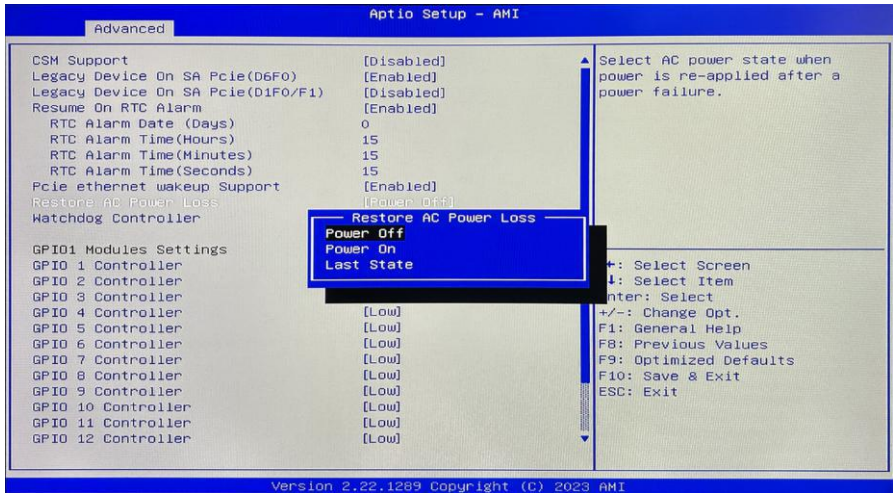 Aptio Setup – AMI
Advanced
CSM Support [Disabled]
Legacy Device On SA Pcie(D6F0) [Enabled]
Legacy Device On SA Pcie(D1F0/F1) [Disabled]
Resume On RTC Alarm [Enabled]
RTC Alarm Date (Days) 0
RTC Alarm Time(Hours) 15
RTC Alarm Time(Minutes) 15
RTC Alarm Time(Seconds) 15
Pcie ethernet wakeup Support [Enabled]
Restore AC Power Loss [Power Off]
Watchdog Controller
GPIO1 Modules Settings
GPIO 1 Controller
GPIO 2 Controller
GPIO 3 Controller
GPIO 4 Controller [Low]
GPIO 5 Controller [Low]
GPIO 6 Controller [Low]
GPIO 7 Controller [Low]
GPIO 8 Controller [Low]
GPIO 9 Controller [Low]
GPIO 10 Controller [Low]
GPIO 11 Controller [Low]
GPIO 12 Controller [Low]
Restore AC Power Loss
Power Off
Power On
Last State
Select AC power state when
power is re-applied after a
power failure.
: Select Screen
: Select Item
nter: Select
+/-: Change Opt.
F1: General Help
F8: Previous Values
F9: Optimized Defaults
F10: Save & Exit
ESC: Exit
Version 2.22.1289 Copyright (C) 2023 AMI